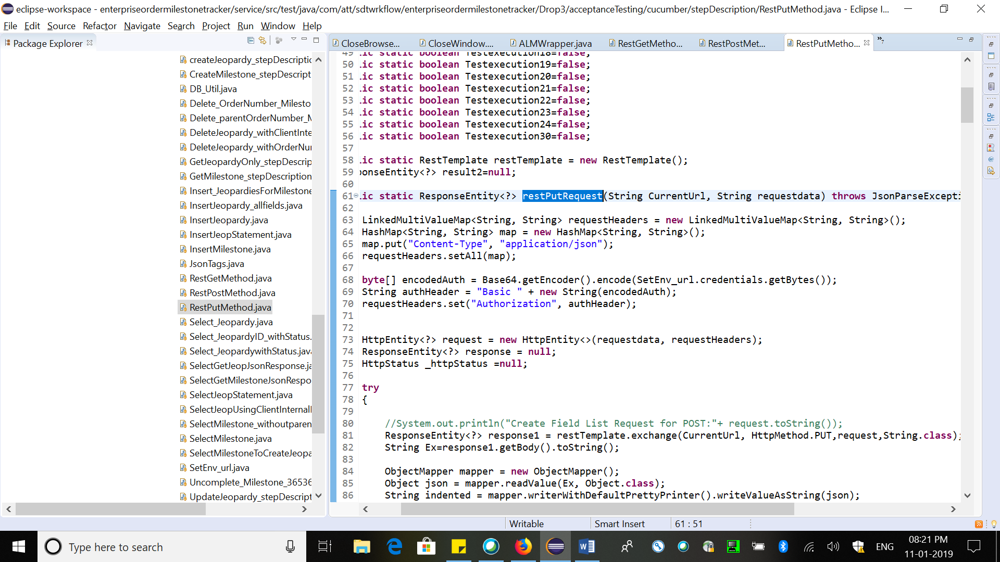 eclipse-workspace - enterpriseordermilestonetracker/service/src/test/java/com/att/sdtwrkflow/enterpriseordermilestonetracker/Drop3/acceptanceTesting/cucumber/stepDescription/RestPutMethod.java - Eclipse I...
File Edit Source Refactor Navigate Search Project Run Window Help
Package Explorer
createJeopardy_stepDescriptic
CreateMilestone_stepDescript
DB_Util.java
Delete_OrderNumber_Milesto
Delete_parentOrderNumber_M
DeleteJeopardy_withClientInte
DeleteJeopardy_withOrderNu
GetJeopardyOnly_stepDescrip
GetMilestone_stepDescription
Insert_JeopardiesForMilestone
InsertJeopardy_allfields.java
InsertJeopardy.java
InsertJeopStatement.java
InsertMilestone.java
JsonTags.java
RestGetMethod.java
RestPostMethod.java
RestPutMethod.java
Select_Jeopardy.java
Select_JeopardyID_withStatus.
Select_JeopardywithStatus.java
SelectGetJeopJsonResponse.ja
SelectGetMilestoneJsonRespo
SelectJeopStatement.java
SelectJeopUsingClientInternal
SelectMilestone_withoutparen
SelectMilestone.java
SelectMilestoneToCreateJeopa
SetEnv_url.java
Uncomplete_Milestone_36536
UpdateJeopardy_stepDescript
CloseBrowse... CloseWindow.... ALMWrapper.java RestGetMetho... RestPostMet... RestPutMetho... »7
49 lic static boolean Testexecution18=false;
50 lic static boolean Testexecution19=false;
51 lic static boolean Testexecution20=false;
52 lic static boolean Testexecution21=false;
53 lic static boolean Testexecution22=false;
54 lic static boolean Testexecution23=false;
55 lic static boolean Testexecution24=false;
56 lic static boolean Testexecution30=false;
57
58 lic static RestTemplate restTemplate = new RestTemplate();
59 ponseEntity<?> result2=null;
60
61 lic static ResponseEntity<?> restPutRequest(String CurrentUrl, String requestdata) throws JsonParseExcepti
62
63 LinkedMultiValueMap<String, String> requestHeaders = new LinkedMultiValueMap<String, String>();
64 HashMap<String, String> map = new HashMap<String, String>();
65 map.put("Content-Type", "application/json");
66 requestHeaders.setAll(map);
67
68 byte[] encodedAuth = Base64.getEncoder().encode(SetEnv_url.credentials.getBytes());
69 String authHeader = "Basic " + new String(encodedAuth);
70 requestHeaders.set("Authorization", authHeader);
71
72
73 HttpEntity<?> request = new HttpEntity<>(requestdata, requestHeaders);
74 ResponseEntity<?> response = null;
75 HttpStatus _httpStatus =null;
76
77 try
78 {
79
80 //System.out.println("Create Field List Request for POST:"+ request.toString());
81 ResponseEntity<?> response1 = restTemplate.exchange(CurrentUrl, HttpMethod.PUT,request,String.class);
82 String Ex=response1.getBody().toString();
83
84 ObjectMapper mapper = new ObjectMapper();
85 Object json = mapper.readValue(Ex, Object.class);
86 String indented = mapper.writerWithDefaultPrettyPrinter().writeValueAsString(json);
Writable Smart Insert 61 : 51
Type here to search
ENG
08:21 PM
11-01-2019